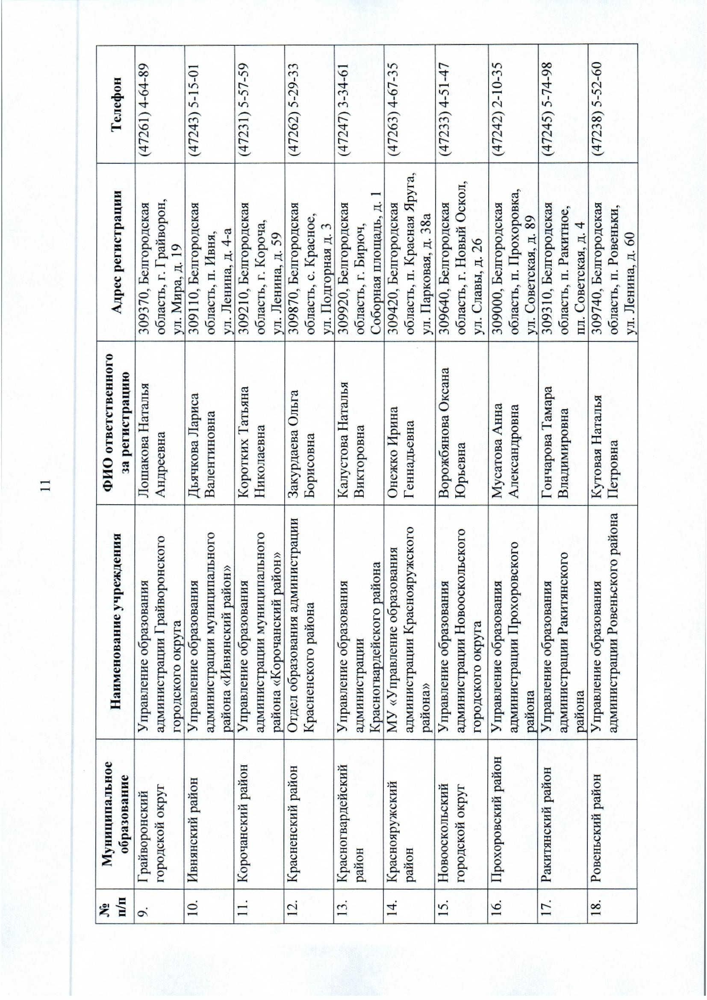 11
№
п/п
Муниципальное
образование
Наименование учреждения
ФИО ответственного
за регистрацию
Адрес регистрации
Телефон
9.
Грайворонский
городской округ
Управление образования
администрации Грайворонского
городского округа
Лошакова Наталья
Андреевна
309370, Белгородская
область, г. Грайворон,
ул. Мира, д. 19
(47261) 4-64-89
10.
Ивнянский район
Управление образования
администрации муниципального
района «Ивнянский район»
Дьячкова Лариса
Валентиновна
309110, Белгородская
область, п. Ивня,
ул. Ленина, д. 4-а
(47243) 5-15-01
11.
Корочанский район
Управление образования
администрации муниципального
района «Корочанский район»
Коротких Татьяна
Николаевна
309210, Белгородская
область, г. Короча,
ул. Ленина, д. 59
(47231) 5-57-59
12.
Красненский район
Отдел образования администрации
Красненского района
Закурдаева Ольга
Борисовна
309870, Белгородская
область, с. Красное,
ул. Подгорная д. 3
(47262) 5-29-33
13.
Красногвардейский
район
Управление образования
администрации
Красногвардейского района
Калустова Наталья
Викторовна
309920, Белгородская
область, г. Бирюч,
Соборная площадь, д. 1
(47247) 3-34-61
14.
Краснояружский
район
МУ «Управление образования
администрации Краснояружского
района»
Онежко Ирина
Геннадьевна
309420, Белгородская
область, п. Красная Яруга,
ул. Парковая, д. 38а
(47263) 4-67-35
15.
Новооскольский
городской округ
Управление образования
администрации Новооскольского
городского округа
Ворожбянова Оксана
Юрьевна
309640, Белгородская
область, г. Новый Оскол,
ул. Славы, д. 26
(47233) 4-51-47
16.
Прохоровский район
Управление образования
администрации Прохоровского
района
Мусатова Анна
Александровна
309000, Белгородская
область, п. Прохоровка,
ул. Советская, д. 89
(47242) 2-10-35
17.
Ракитянский район
Управление образования
администрации Ракитянского
района
Гончарова Тамара
Владимировна
309310, Белгородская
область, п. Ракитное,
пл. Советская, д. 4
(47245) 5-74-98
18.
Ровеньский район
Управление образования
администрации Ровеньского района
Кутовая Наталья
Петровна
309740, Белгородская
область, п. Ровеньки,
ул. Ленина, д. 60
(47238) 5-52-60